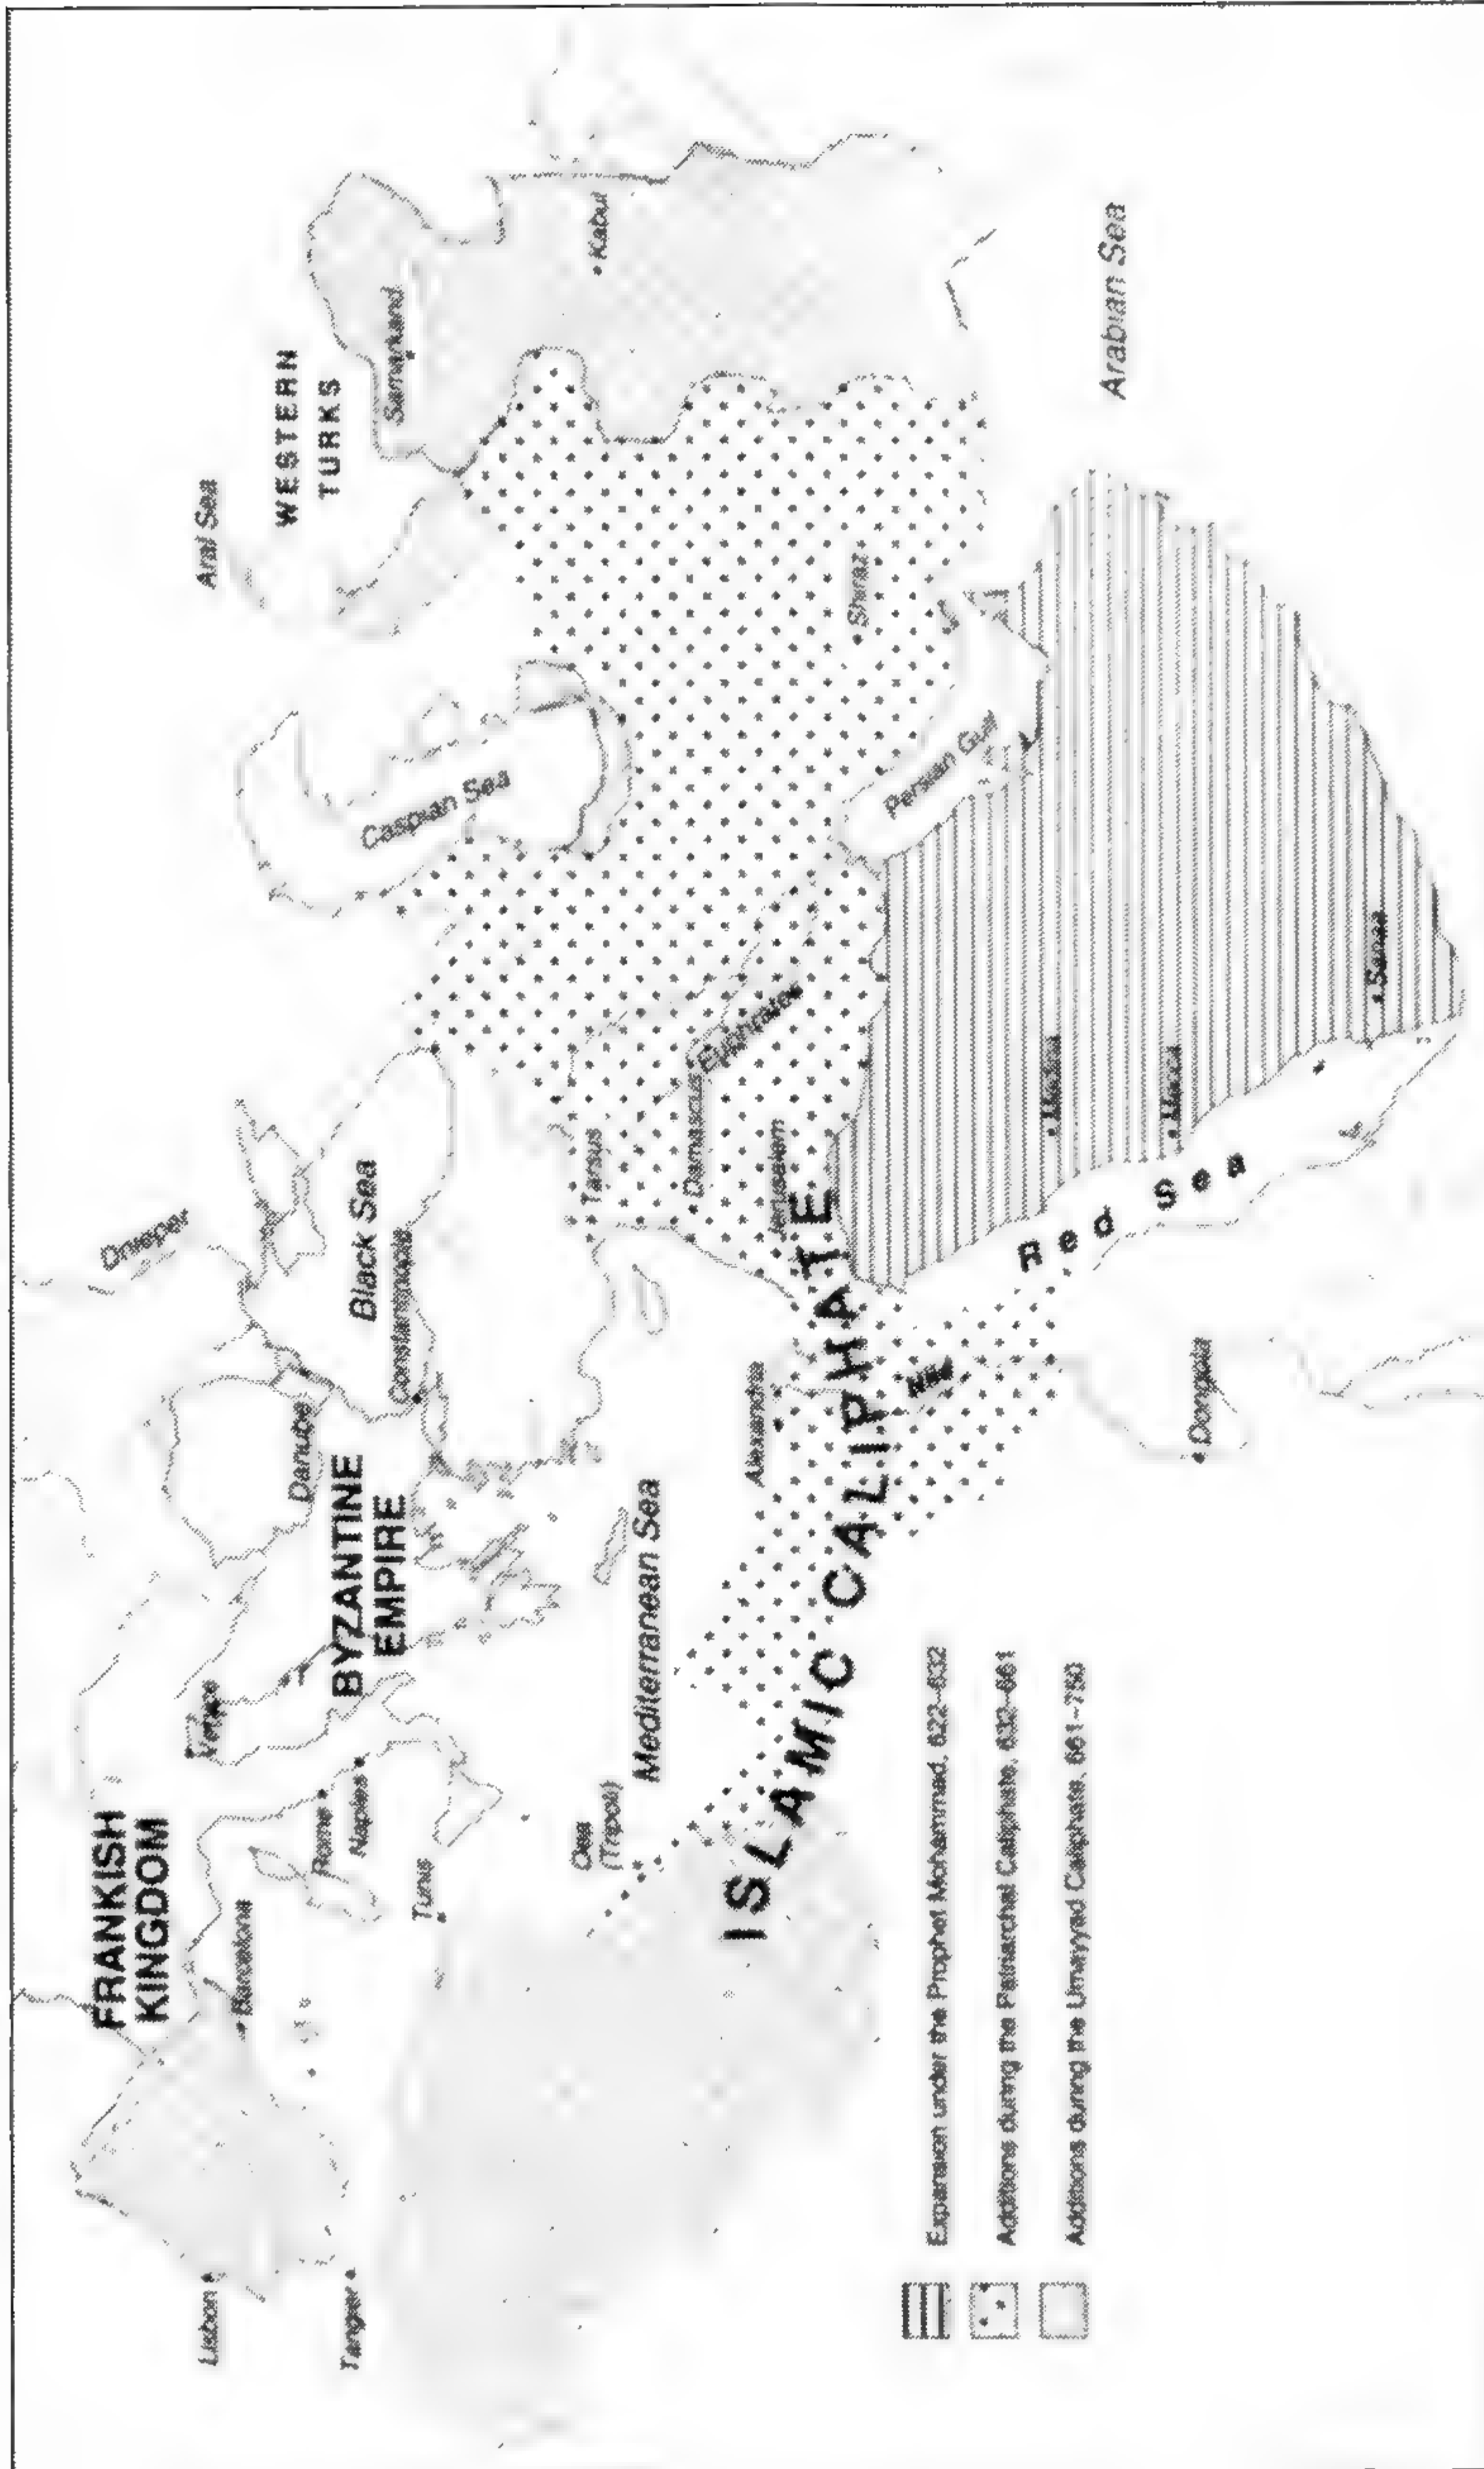 FRANKISH
KINGDOM
BYZANTINE
EMPIRE
WESTERN
TURKS
ISLAMIC CALIPHATE
Lisbon
Tangier
Barcelona
Venice
Rome
Naples
Tunis
Oea
(Tripoli)
Mediterranean Sea
Danube
Dnieper
Black Sea
Constantinople
Alexandria
Nile
Dongola
Red Sea
Tarsus
Damascus
Jerusalem
Euphrates
Medina
Mecca
Sanaa
Caspian Sea
Persian Gulf
Shiraz
Aral Sea
Samarkand
Kabul
Arabian Sea
Expansion under the Prophet Mohammad, 622–632
Additions during the Patriarchal Caliphate, 632–661
Additions during the Umayyad Caliphate, 661–750